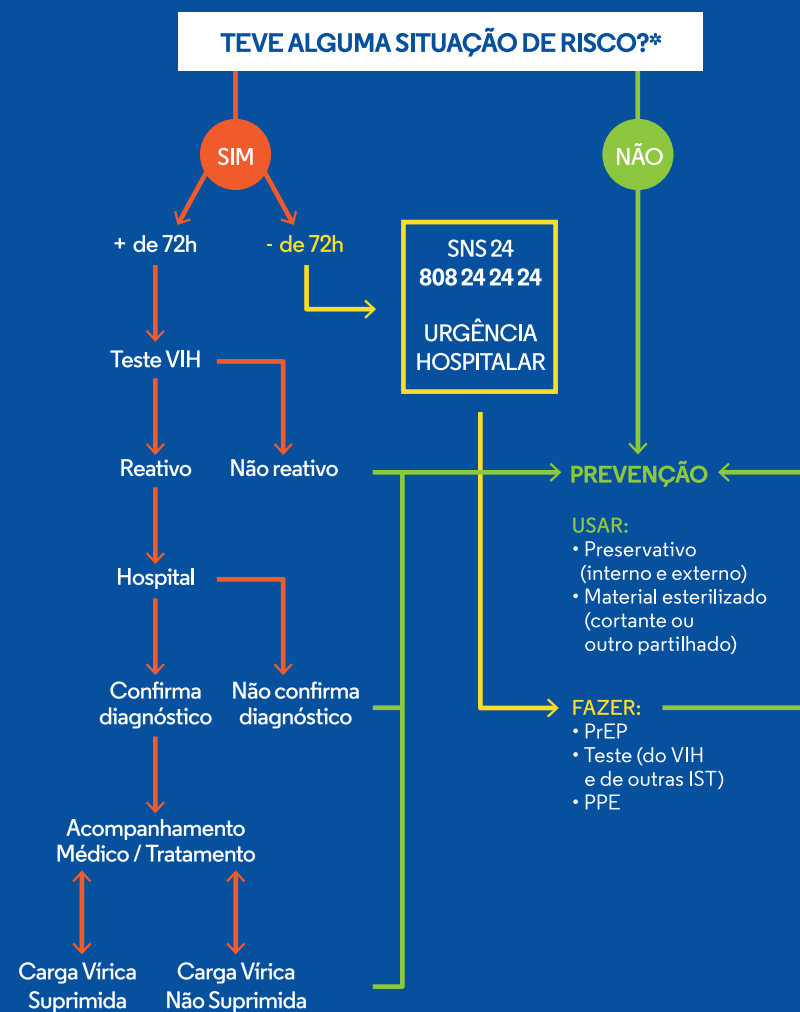 TEVE ALGUMA SITUAÇÃO DE RISCO?*
SIM
NÃO
+ de 72h
- de 72h
SNS 24
808 24 24 24
URGÊNCIA
HOSPITALAR
Teste VIH
Reativo
Não reativo
PREVENÇÃO
USAR:
• Preservativo
(interno e externo)
• Material esterilizado
(cortante ou
outro partilhado)
Hospital
Confirma
diagnóstico
Não confirma
diagnóstico
FAZER:
• PrEP
• Teste (do VIH
e de outras IST)
• PPE
Acompanhamento
Médico / Tratamento
Carga Vírica
Suprimida
Carga Vírica
Não Suprimida